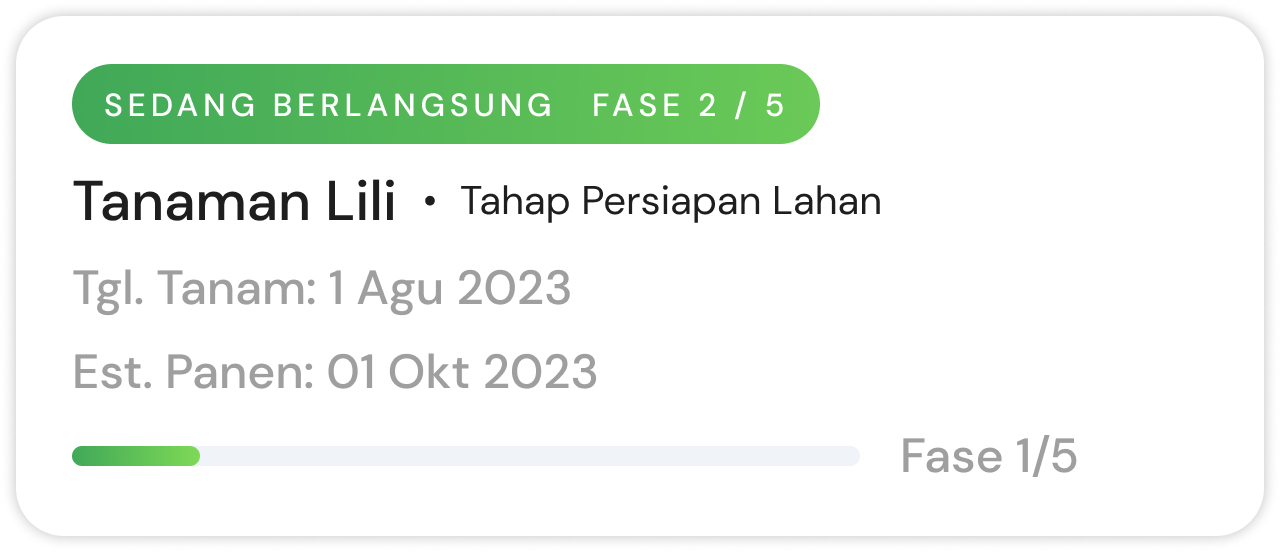 SEDANG BERLANGSUNG FASE 2 / 5
Tanaman Lili • Tahap Persiapan Lahan
Tgl. Tanam: 1 Agu 2023
Est. Panen: 01 Okt 2023
Fase 1/5